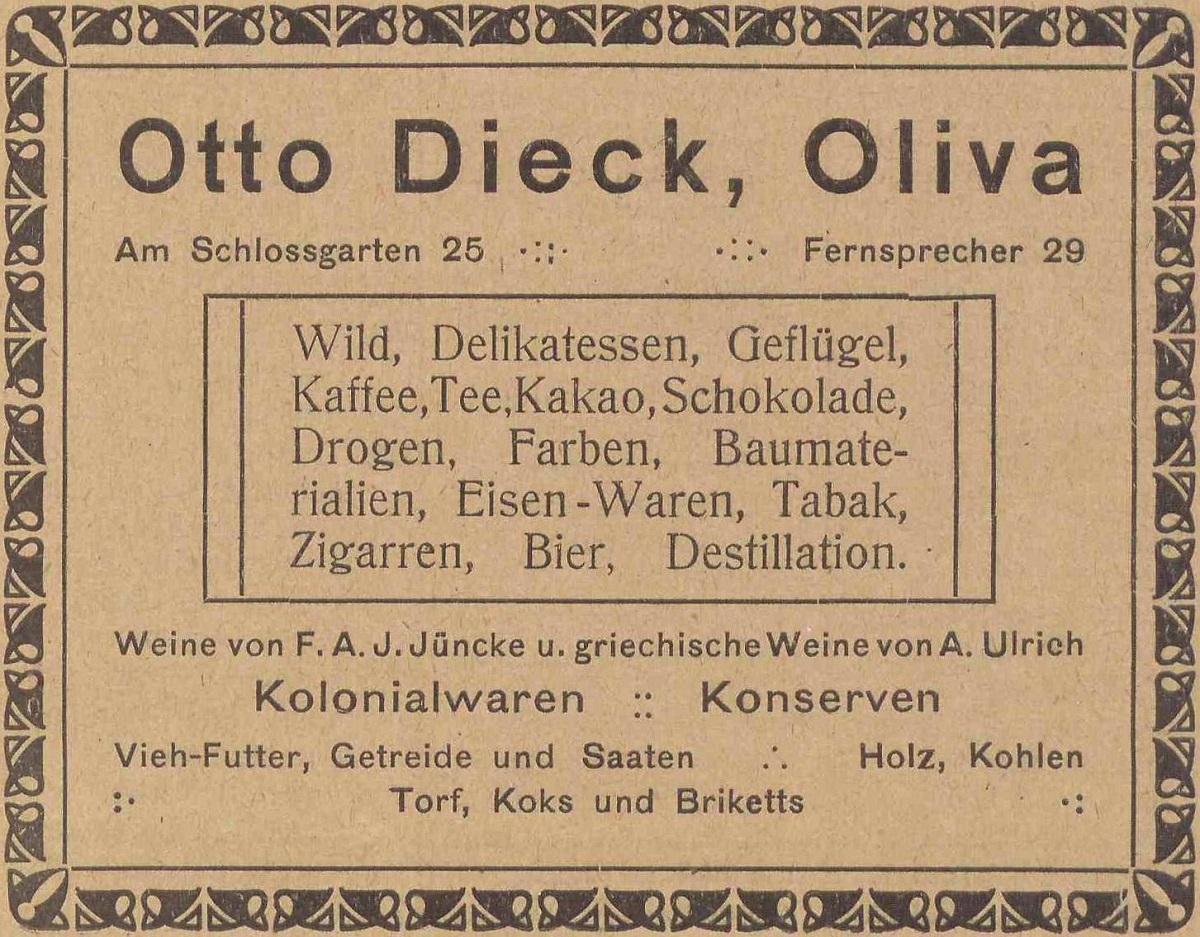 Otto Dieck, Oliva
Am Schlossgarten 25 Fernsprecher 29
Wild, Delikatessen, Geflügel,
Kaffee, Tee, Kakao, Schokolade,
Drogen, Farben, Baumate-
rialien, Eisen-Waren, Tabak,
Zigarren, Bier, Destillation.
Weine von F. A. J. Jüncke u. griechische Weine von A. Ulrich
Kolonialwaren :: Konserven
Vieh-Futter, Getreide und Saaten ∴ Holz, Kohlen
Torf, Koks und Briketts